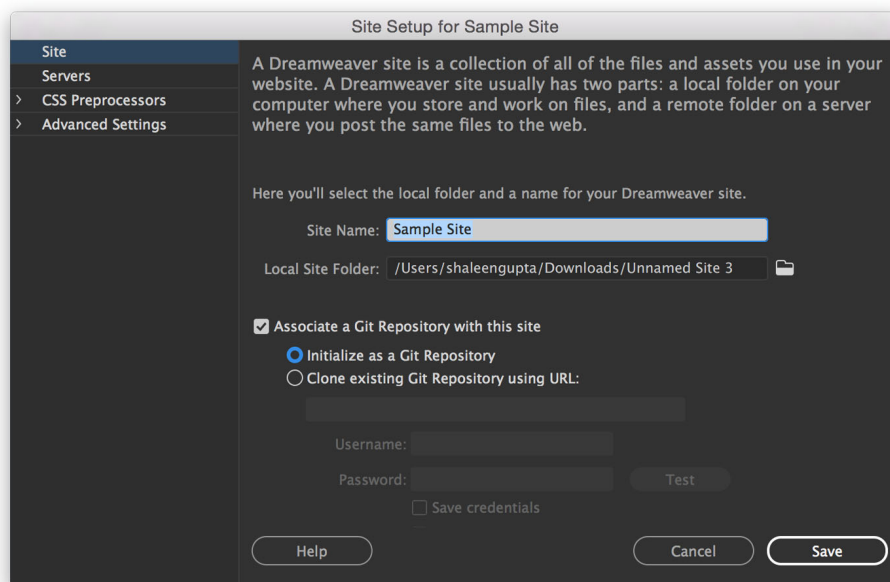 Site Setup for Sample Site
Site
Servers
CSS Preprocessors
Advanced Settings
A Dreamweaver site is a collection of all of the files and assets you use in your
website. A Dreamweaver site usually has two parts: a local folder on your
computer where you store and work on files, and a remote folder on a server
where you post the same files to the web.
Here you'll select the local folder and a name for your Dreamweaver site.
Site Name: Sample Site
Local Site Folder: /Users/shaleengupta/Downloads/Unnamed Site 3
Associate a Git Repository with this site
Initialize as a Git Repository
Clone existing Git Repository using URL:
Username:
Password: Test
Save credentials
Help Cancel Save